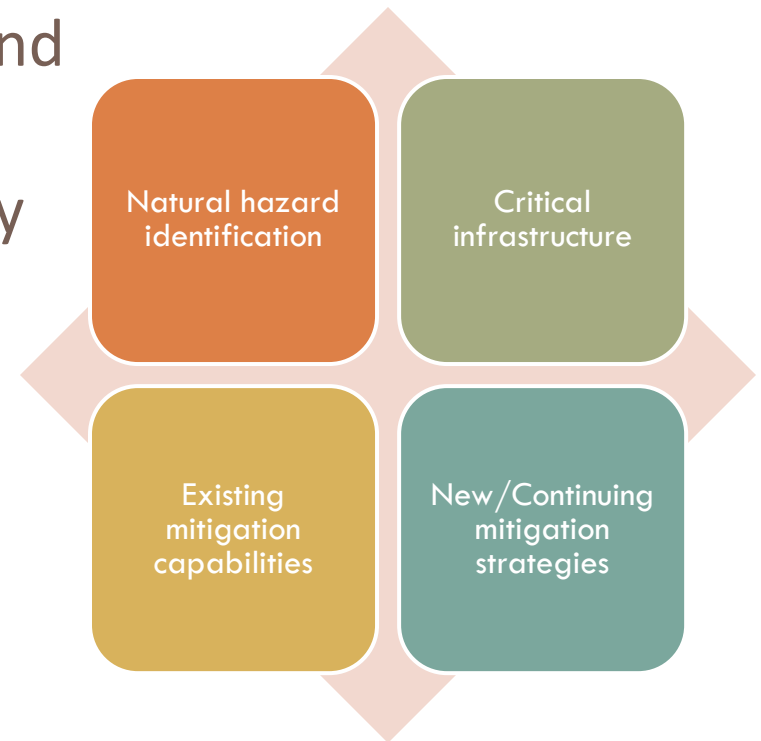 Natural hazard
identification
Critical
infrastructure
Existing
mitigation
capabilities
New/Continuing
mitigation
strategies